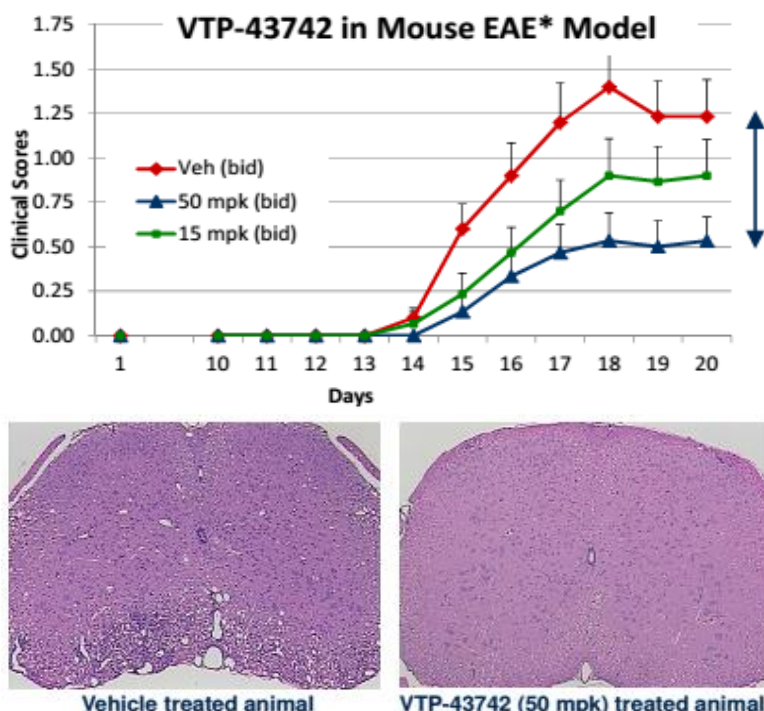 VTP-43742 in Mouse EAE* Model
1.75
1.50
1.25
1.00
0.75
0.50
0.25
0.00
Clinical Scores
Veh (bid)
50 mpk (bid)
15 mpk (bid)
1 10 11 12 13 14 15 16 17 18 19 20
Days
Vehicle treated animal
VTP-43742 (50 mpk) treated animal